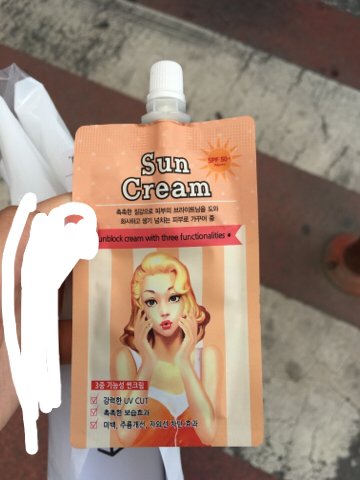 Sun
Cream
SPF 50+
PA+++
촉촉한 질감으로 피부의 브라이트닝을 도와
화사하고 생기 넘치는 피부로 가꾸어 줌
unblock cream with three functionalities
3중 기능성 썬크림
강력한 UV CUT
촉촉한 보습효과
미백, 주름개선, 자외선 차단 효과